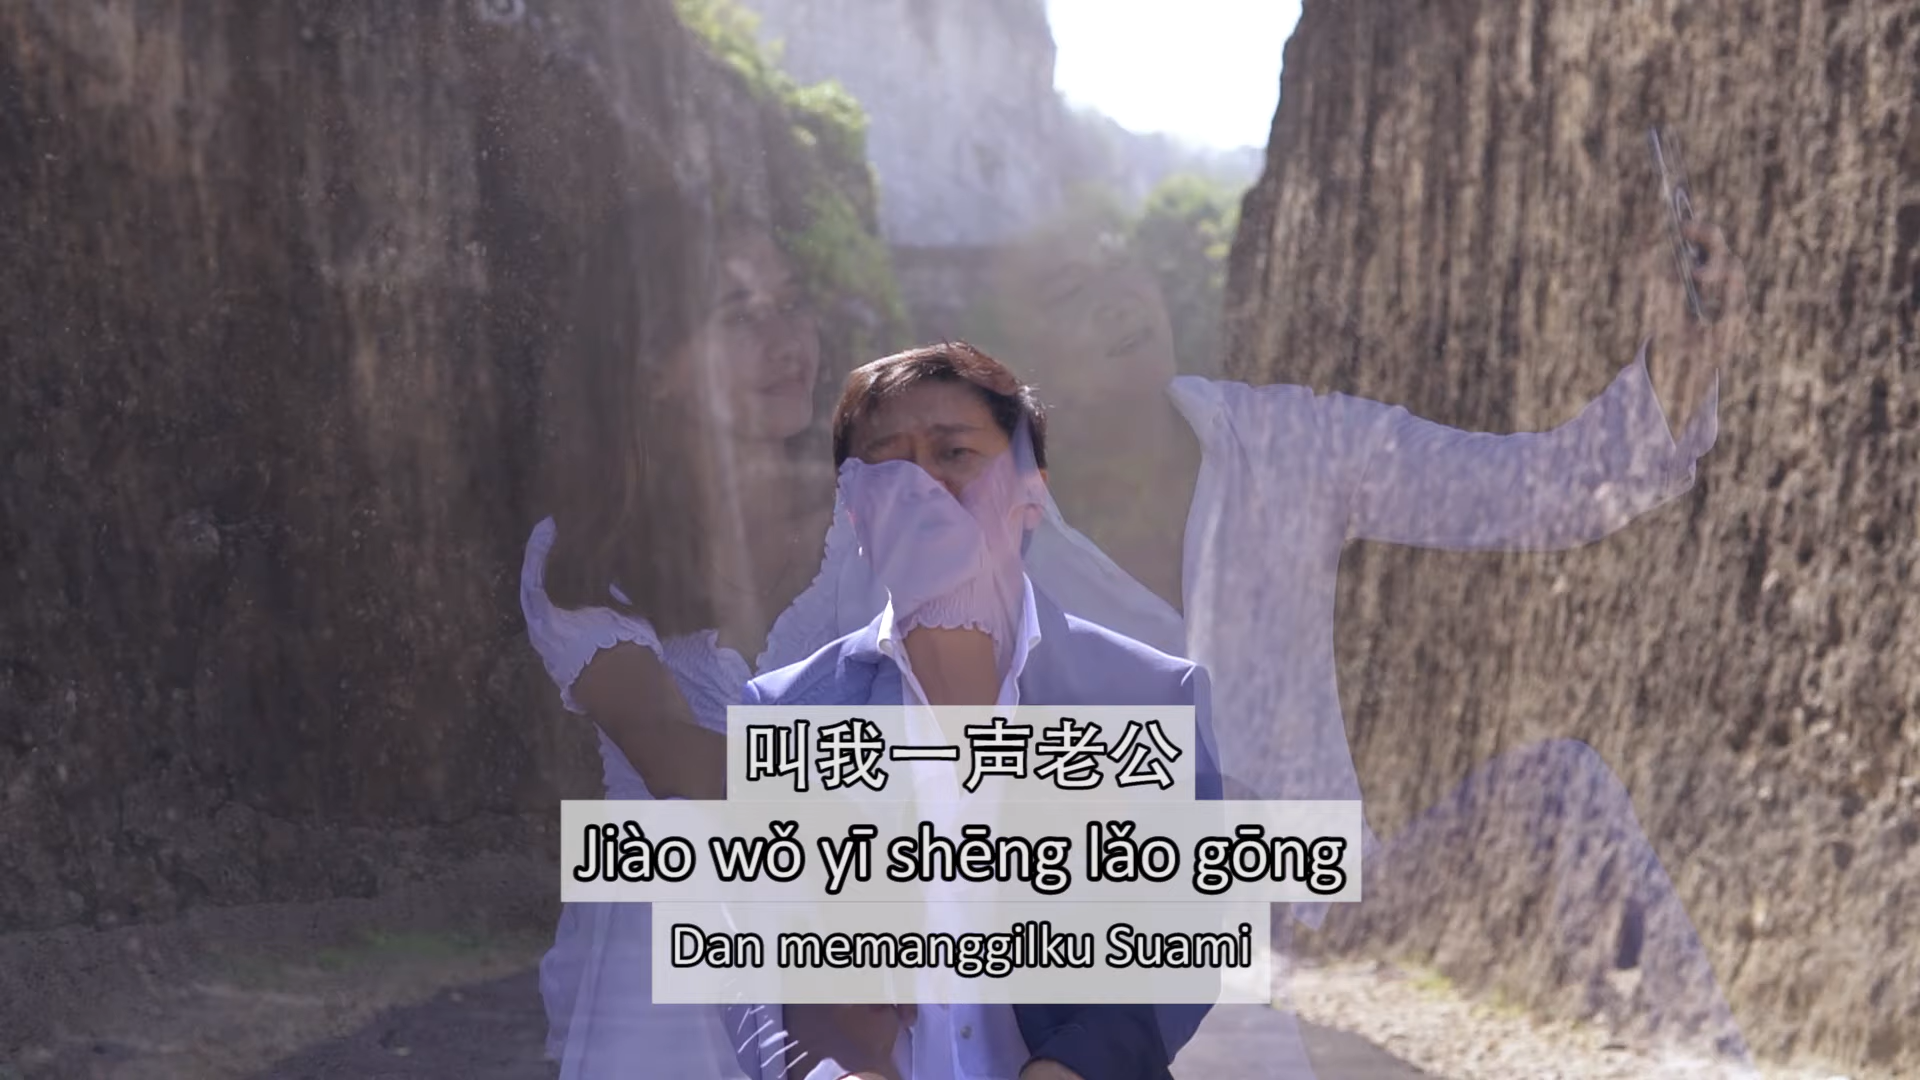 叫我一声老公
Jiào wǒ yī shēng lǎo gōng
Dan memanggilku Suami